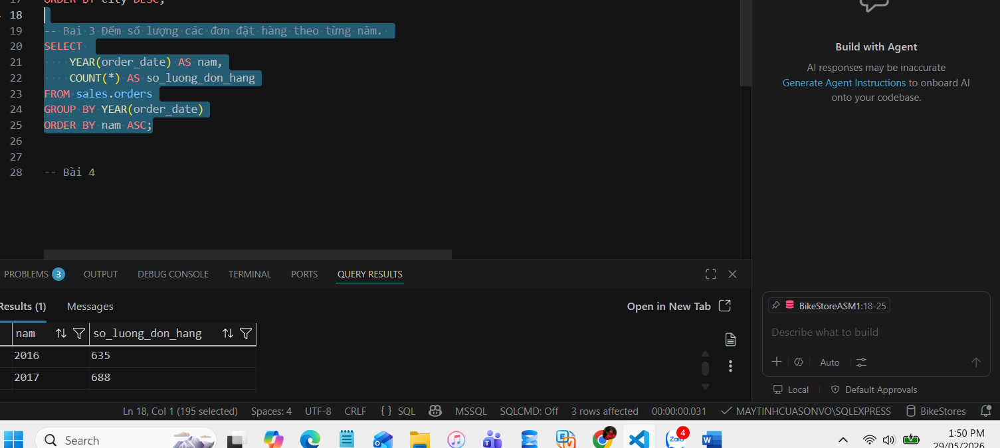 17 ORDER BY city DESC;
18
19 -- Bai 3 Đếm số lượng các đơn đặt hàng theo từng năm.
20 SELECT
21 YEAR(order_date) AS nam,
22 COUNT(*) AS so_luong_don_hang
23 FROM sales.orders
24 GROUP BY YEAR(order_date)
25 ORDER BY nam ASC;
26
27
28 -- Bài 4
Build with Agent
AI responses may be inaccurate
Generate Agent Instructions to onboard AI
onto your codebase.
PROBLEMS 3 OUTPUT DEBUG CONSOLE TERMINAL PORTS QUERY RESULTS
Results (1) Messages
Open in New Tab
nam so_luong_don_hang
2016 635
2017 688
BikeStoreASM1:18-25
Describe what to build
Auto
Local Default Approvals
Ln 18, Col 1 (195 selected) Spaces: 4 UTF-8 CRLF {} SQL MSSQL SQLCMD: Off 3 rows affected 00:00:00.031 MAYTINHCUASONVO\SQLEXPRESS BikeStores
Search
Zalo 4
W
1:50 PM
29/05/2026